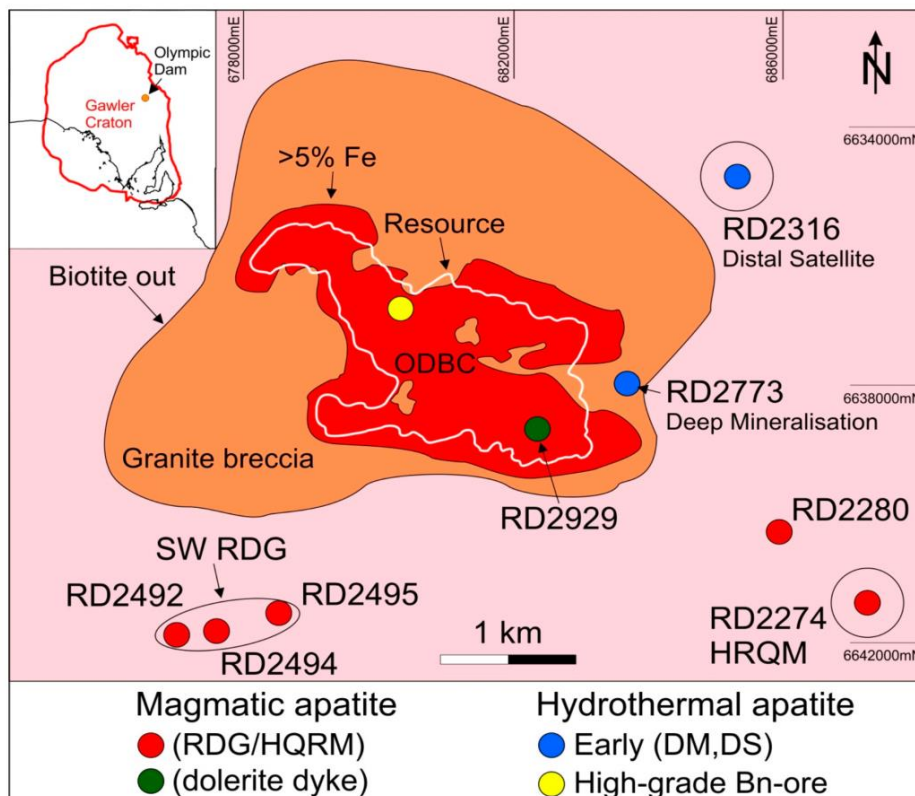 678000mE
682000mE
686000mE
N
Olympic
Dam
Gawler
Craton
6634000mN
>5% Fe
Resource
RD2316
Distal Satellite
Biotite out
ODBC
RD2773
6638000mN
Deep Mineralisation
Granite breccia
RD2929
RD2280
SW RDG
RD2492
RD2495
RD2494
1 km
RD2274
HRQM
6642000mN
Magmatic apatite
(RDG/HQRM)
(dolerite dyke)
Hydrothermal apatite
Early (DM,DS)
High-grade Bn-ore